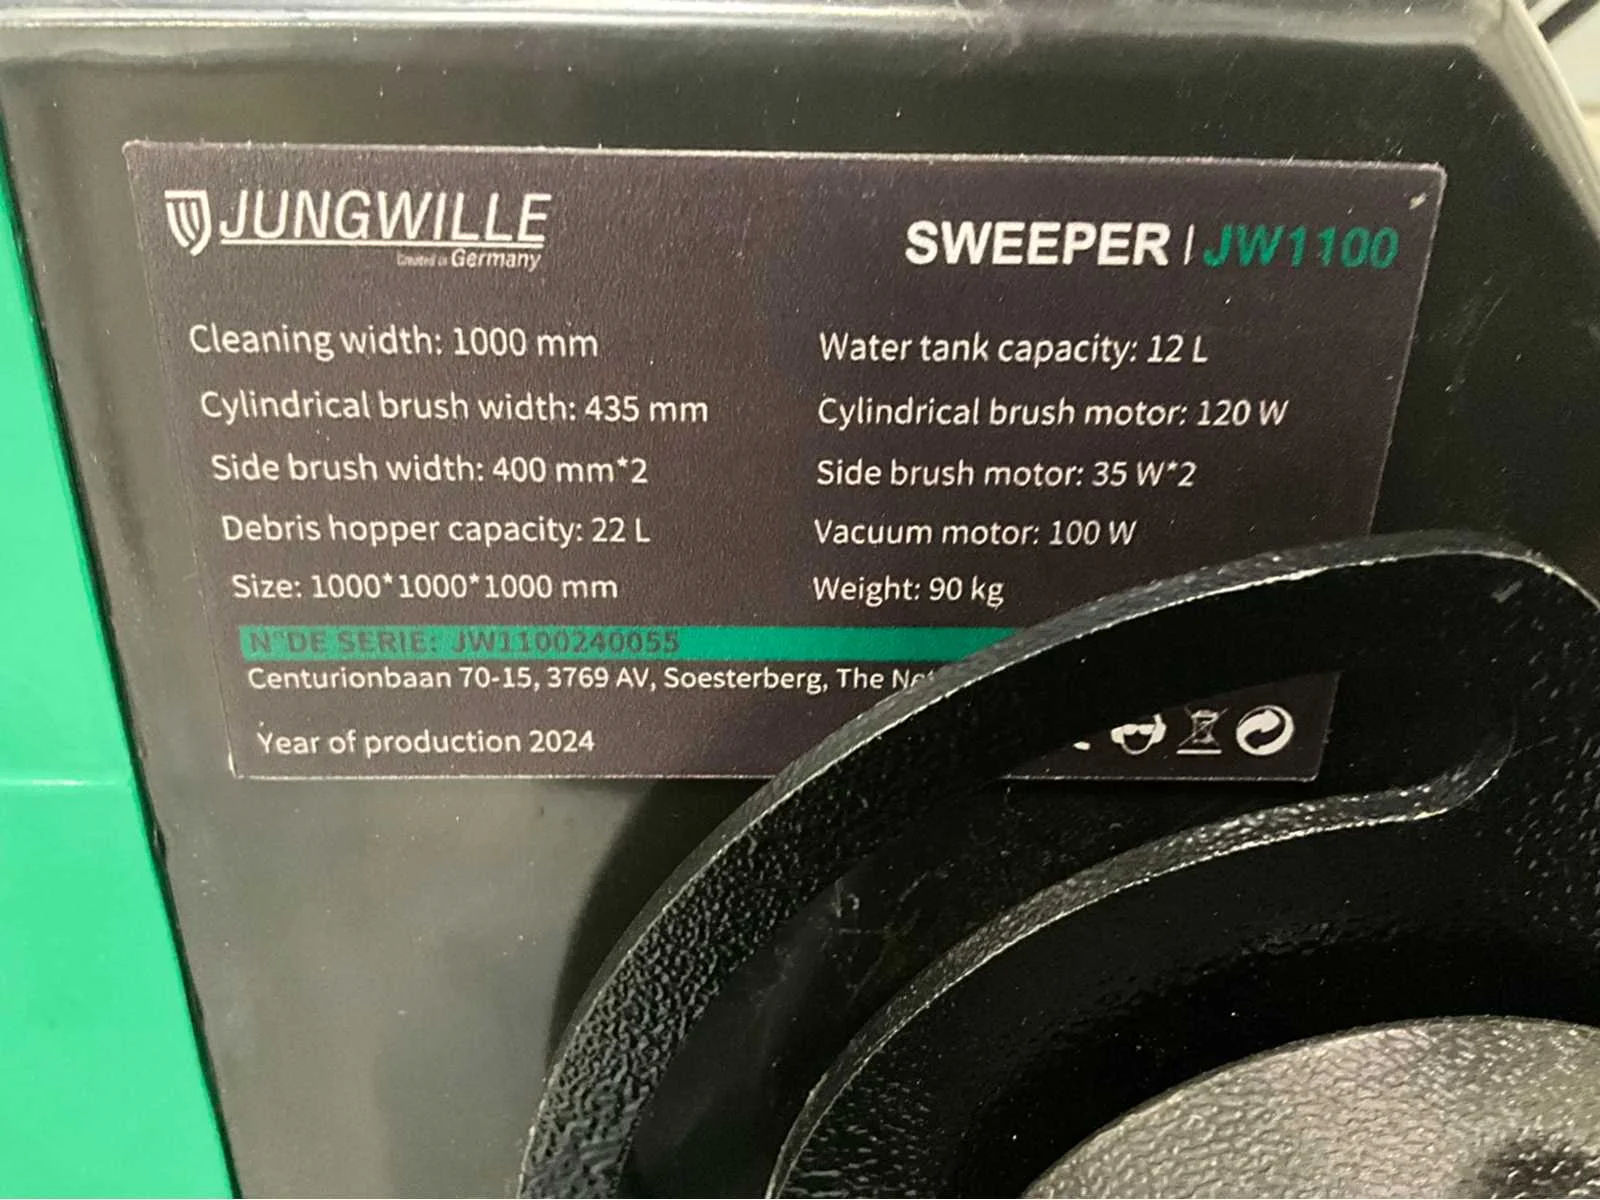 JUNGWILLE
Created in Germany
SWEEPER | JW1100
Cleaning width: 1000 mm
Water tank capacity: 12 L
Cylindrical brush width: 435 mm
Cylindrical brush motor: 120 W
Side brush width: 400 mm*2
Side brush motor: 35 W*2
Debris hopper capacity: 22 L
Vacuum motor: 100 W
Size: 1000*1000*1000 mm
Weight: 90 kg
N°DE SERIE: JW1100240055
Centurionbaan 70-15, 3769 AV, Soesterberg, The
Year of production 2024